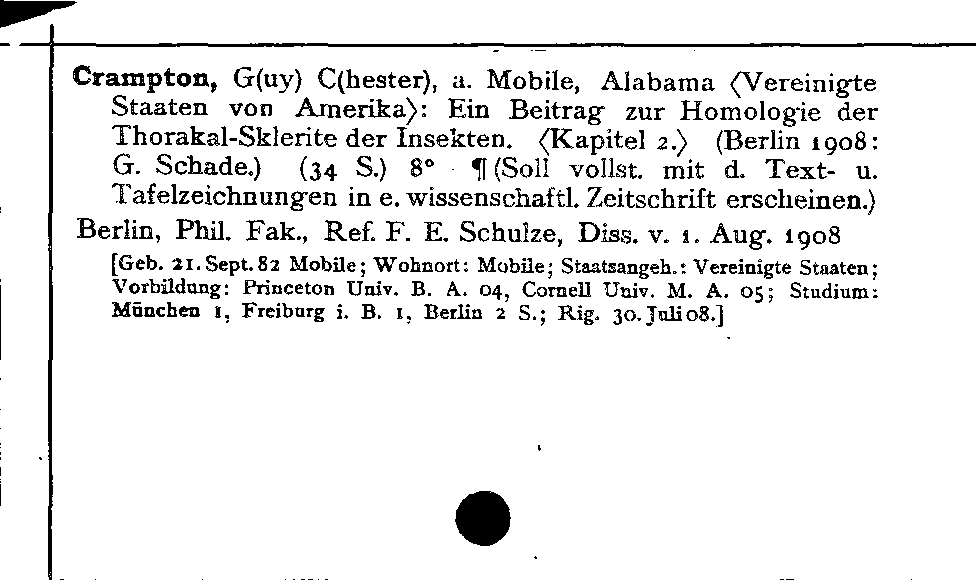 Crampton, G(uy) C(hester), a. Mobile, Alabama ⟨Vereinigte
Staaten von Amerika⟩: Ein Beitrag zur Homologie der
Thorakal-Sklerite der Insekten. ⟨Kapitel 2.⟩ (Berlin 1908:
G. Schade.) (34 S.) 8° ¶ (Soll vollst. mit d. Text- u.
Tafelzeichnungen in e. wissenschaftl. Zeitschrift erscheinen.)
Berlin, Phil. Fak., Ref. F. E. Schulze, Diss. v. 1. Aug. 1908
[Geb. 21. Sept. 82 Mobile; Wohnort: Mobile; Staatsangeh.: Vereinigte Staaten;
Vorbildung: Princeton Univ. B. A. 04, Cornell Univ. M. A. 05; Studium:
München 1, Freiburg i. B. 1, Berlin 2 S.; Rig. 30. Juli 08.]